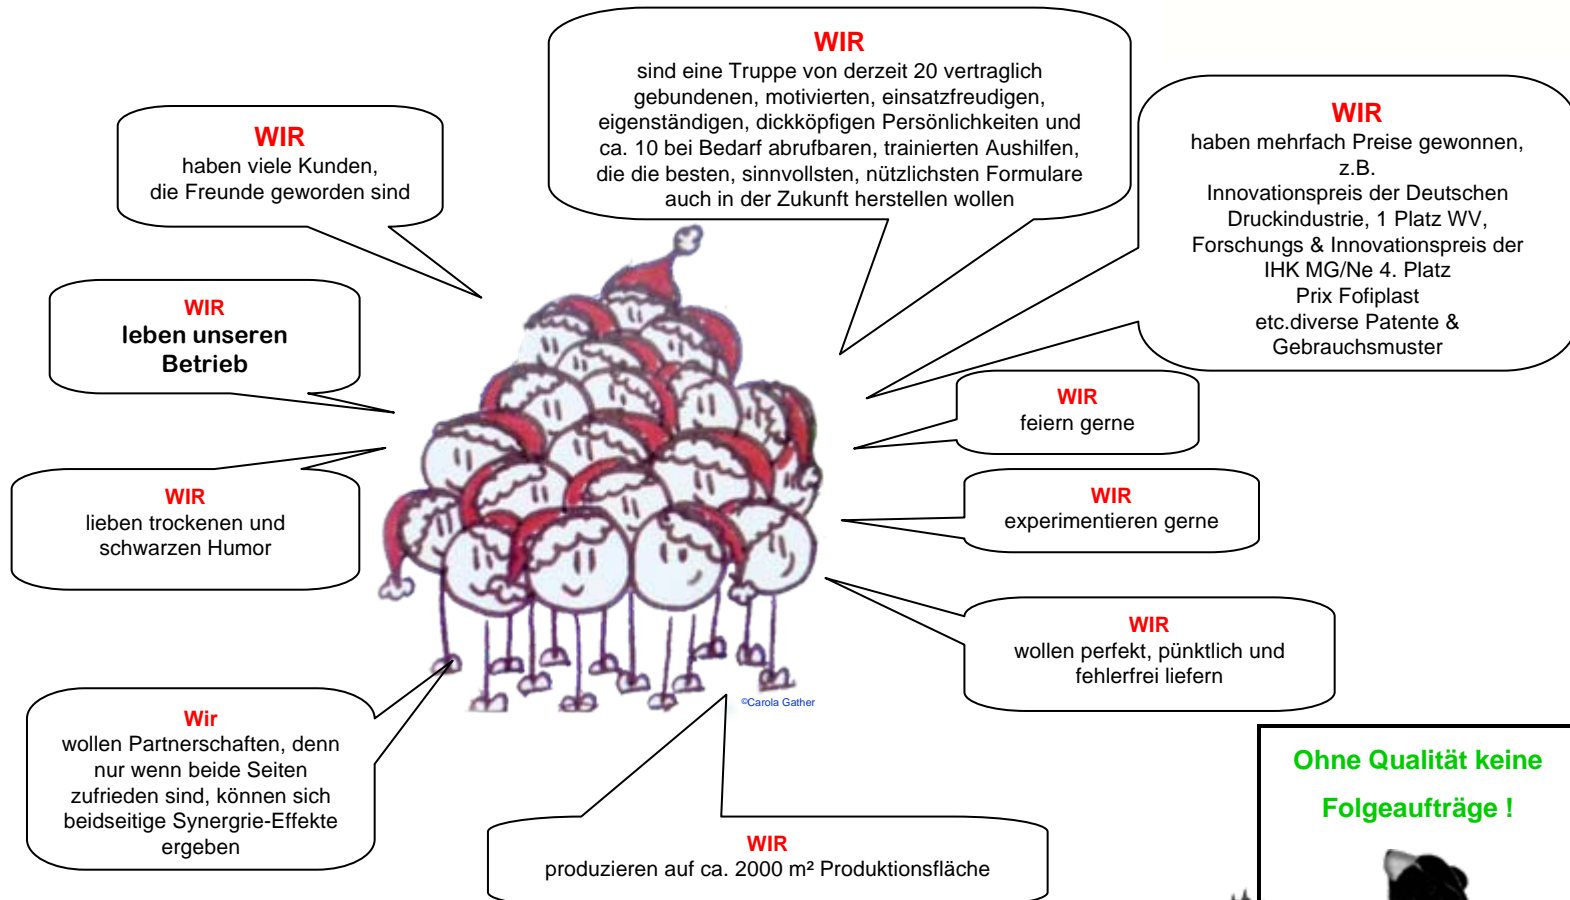 WIR
sind eine Truppe von derzeit 20 vertraglich
gebundenen, motivierten, einsatzfreudigen,
eigenständigen, dickköpfigen Persönlichkeiten und
ca. 10 bei Bedarf abrufbaren, trainierten Aushilfen,
die die besten, sinnvollsten, nützlichsten Formulare
auch in der Zukunft herstellen wollen
WIR
haben viele Kunden,
die Freunde geworden sind
WIR
haben mehrfach Preise gewonnen,
z.B.
Innovationspreis der Deutschen
Druckindustrie, 1 Platz WV,
Forschungs & Innovationspreis der
IHK MG/Ne 4. Platz
Prix Fofiplast
etc.diverse Patente &
Gebrauchsmuster
WIR
leben unseren
Betrieb
WIR
feiern gerne
WIR
lieben trockenen und
schwarzen Humor
WIR
experimentieren gerne
WIR
wollen perfekt, pünktlich und
fehlerfrei liefern
©Carola Gather
Wir
wollen Partnerschaften, denn
nur wenn beide Seiten
zufrieden sind, können sich
beidseitige Synergrie-Effekte
ergeben
WIR
produzieren auf ca. 2000 m² Produktionsfläche
Ohne Qualität keine
Folgeaufträge !